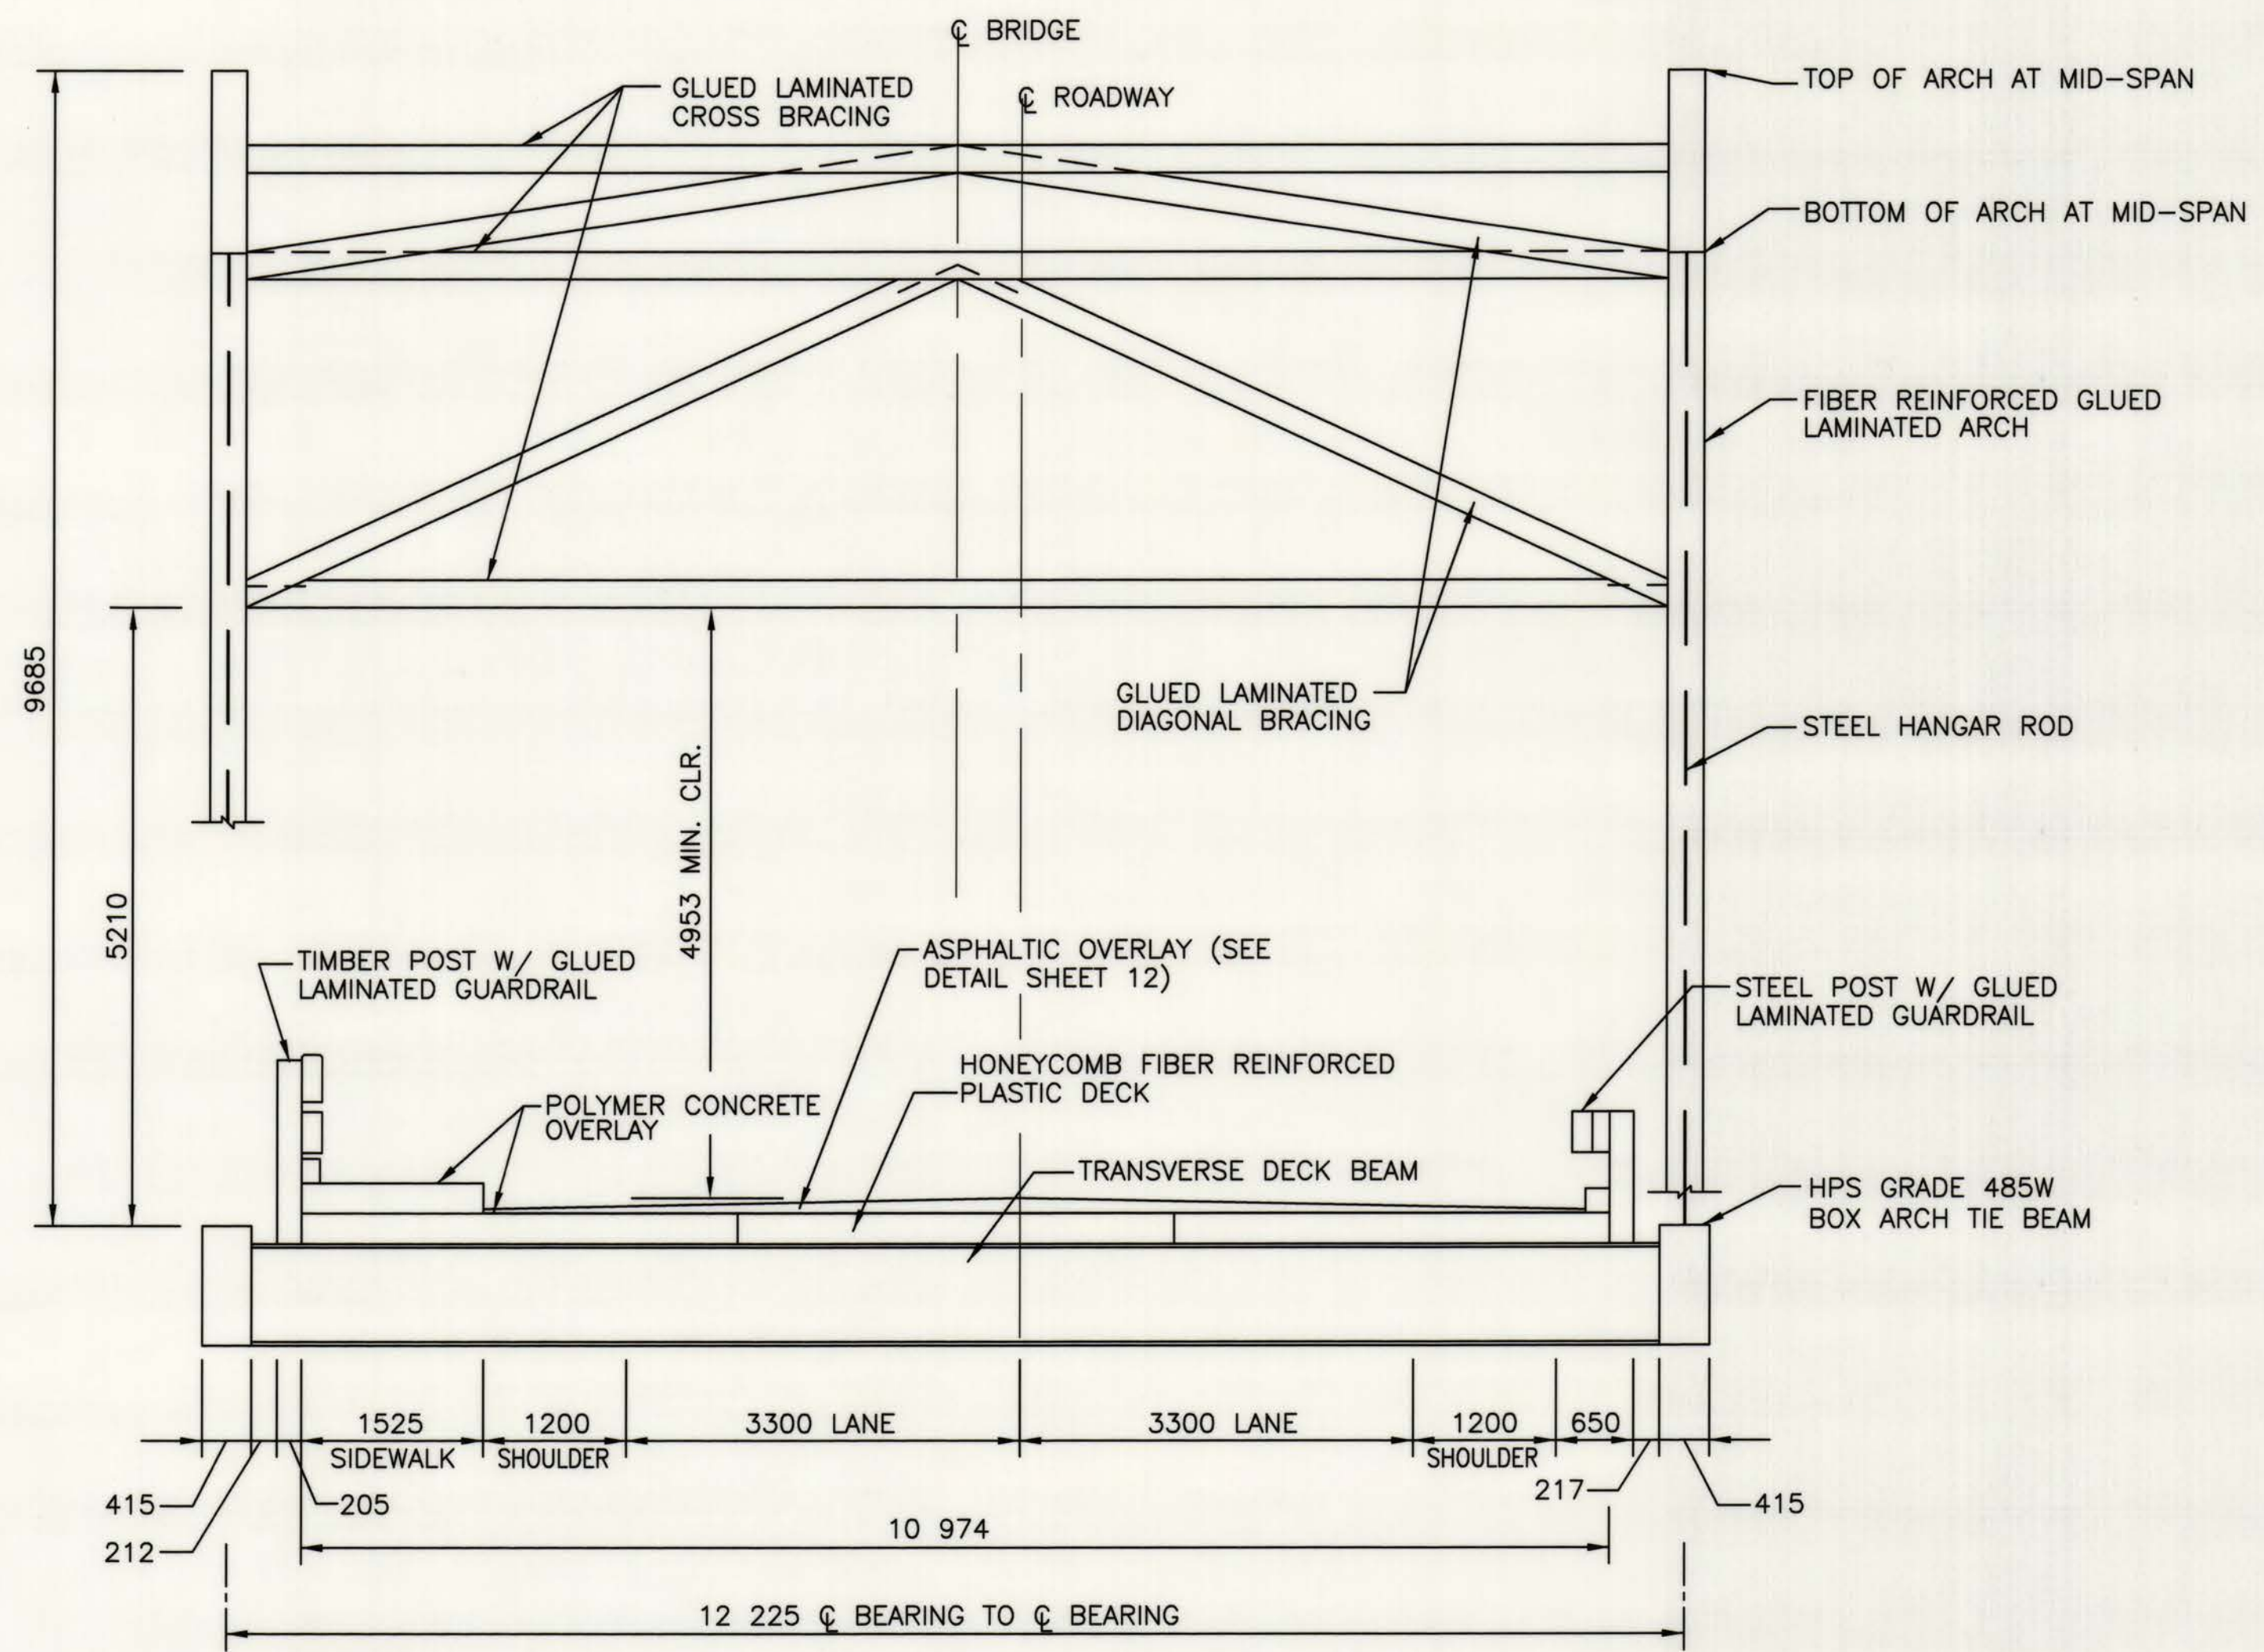 ℄ BRIDGE
℄ ROADWAY
GLUED LAMINATED
CROSS BRACING
TOP OF ARCH AT MID-SPAN
BOTTOM OF ARCH AT MID-SPAN
FIBER REINFORCED GLUED
LAMINATED ARCH
9685
GLUED LAMINATED
DIAGONAL BRACING
STEEL HANGAR ROD
5210
4953 MIN. CLR.
TIMBER POST W/ GLUED
LAMINATED GUARDRAIL
ASPHALTIC OVERLAY (SEE
DETAIL SHEET 12)
STEEL POST W/ GLUED
LAMINATED GUARDRAIL
HONEYCOMB FIBER REINFORCED
PLASTIC DECK
POLYMER CONCRETE
OVERLAY
TRANSVERSE DECK BEAM
HPS GRADE 485W
BOX ARCH TIE BEAM
1525
SIDEWALK
1200
SHOULDER
3300 LANE
3300 LANE
1200
SHOULDER
650
415
212
205
217
415
10 974
12 225 ℄ BEARING TO ℄ BEARING